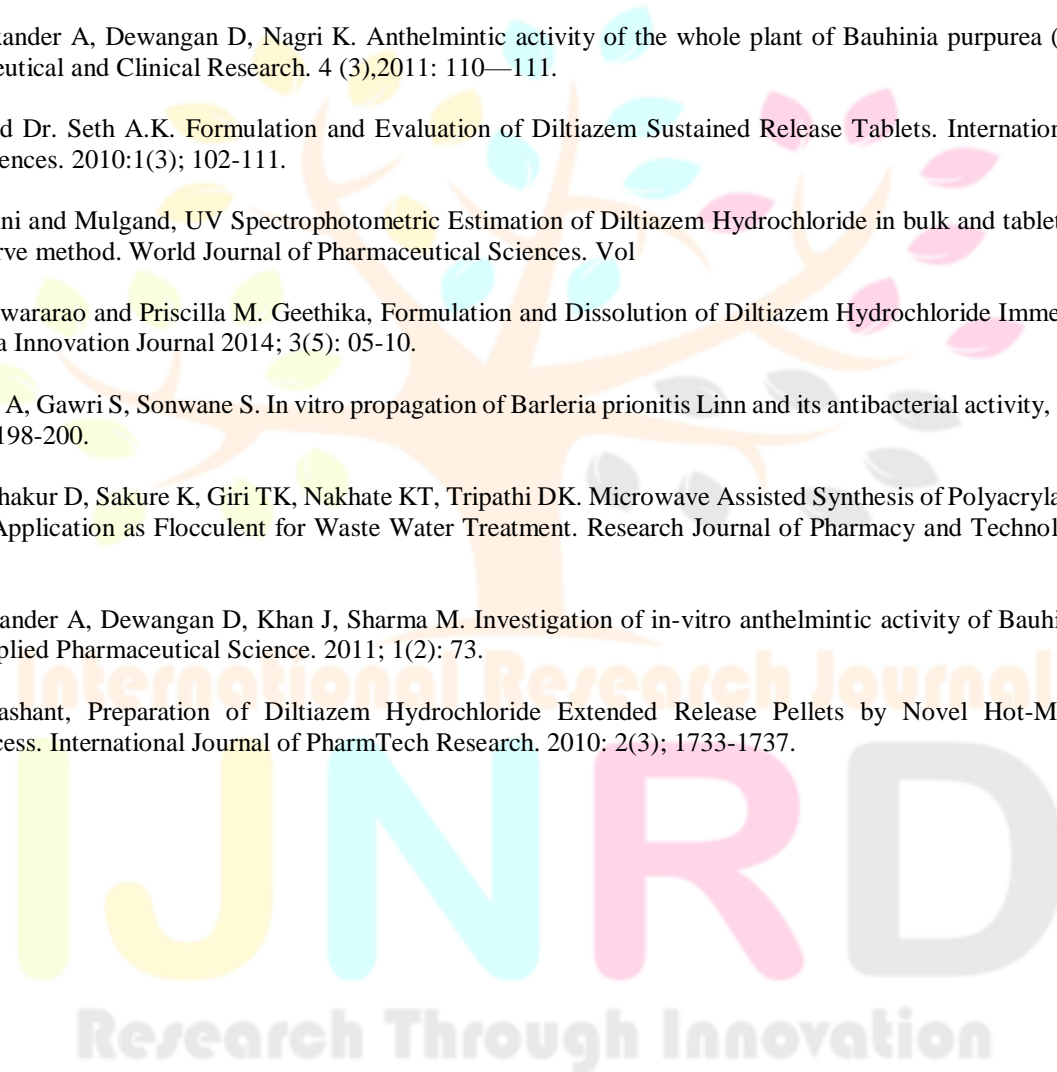 ander A, Dewangan D, Nagri K. Anthelmintic activity of the whole plant of Bauhinia purpurea (
eutical and Clinical Research. 4 (3),2011: 110—111.
d Dr. Seth A.K. Formulation and Evaluation of Diltiazem Sustained Release Tablets. Internation
ences. 2010:1(3); 102-111.
ni and Mulgand, UV Spectrophotometric Estimation of Diltiazem Hydrochloride in bulk and tablet
rve method. World Journal of Pharmaceutical Sciences. Vol
wararao and Priscilla M. Geethika, Formulation and Dissolution of Diltiazem Hydrochloride Imme
a Innovation Journal 2014; 3(5): 05-10.
A, Gawri S, Sonwane S. In vitro propagation of Barleria prionitis Linn and its antibacterial activity,
198-200.
hakur D, Sakure K, Giri TK, Nakhate KT, Tripathi DK. Microwave Assisted Synthesis of Polyacryla
Application as Flocculent for Waste Water Treatment. Research Journal of Pharmacy and Technol
ander A, Dewangan D, Khan J, Sharma M. Investigation of in-vitro anthelmintic activity of Bauhi
plied Pharmaceutical Science. 2011; 1(2): 73.
International Research Journal
ashant, Preparation of Diltiazem Hydrochloride Extended Release Pellets by Novel Hot-M
cess. International Journal of PharmTech Research. 2010: 2(3); 1733-1737.
IJNRD
Research Through Innovation